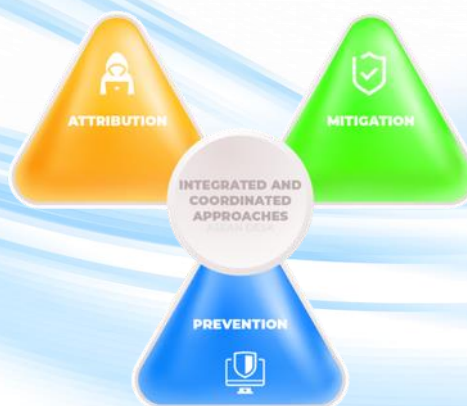 ATTRIBUTION
MITIGATION
INTEGRATED AND
COORDINATED
APPROACHES
PREVENTION